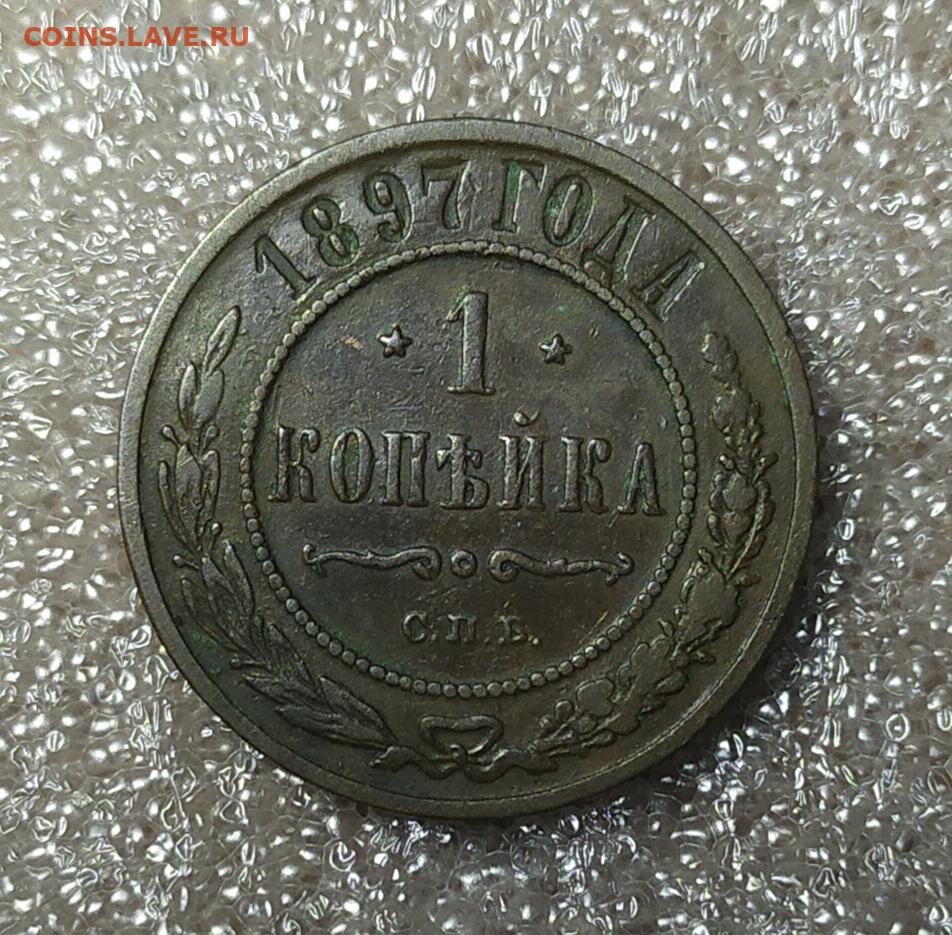 COINS.LAVE.RU
1897 ГОДА
1
КОПѢЙКА
С.П.Б.